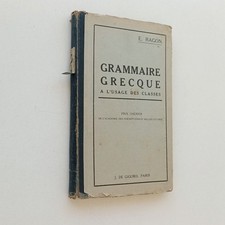 E. RAGON
GRAMMAIRE
GRECQUE
A L'USAGE DES CLASSES
J. DE GIGORD, PARIS